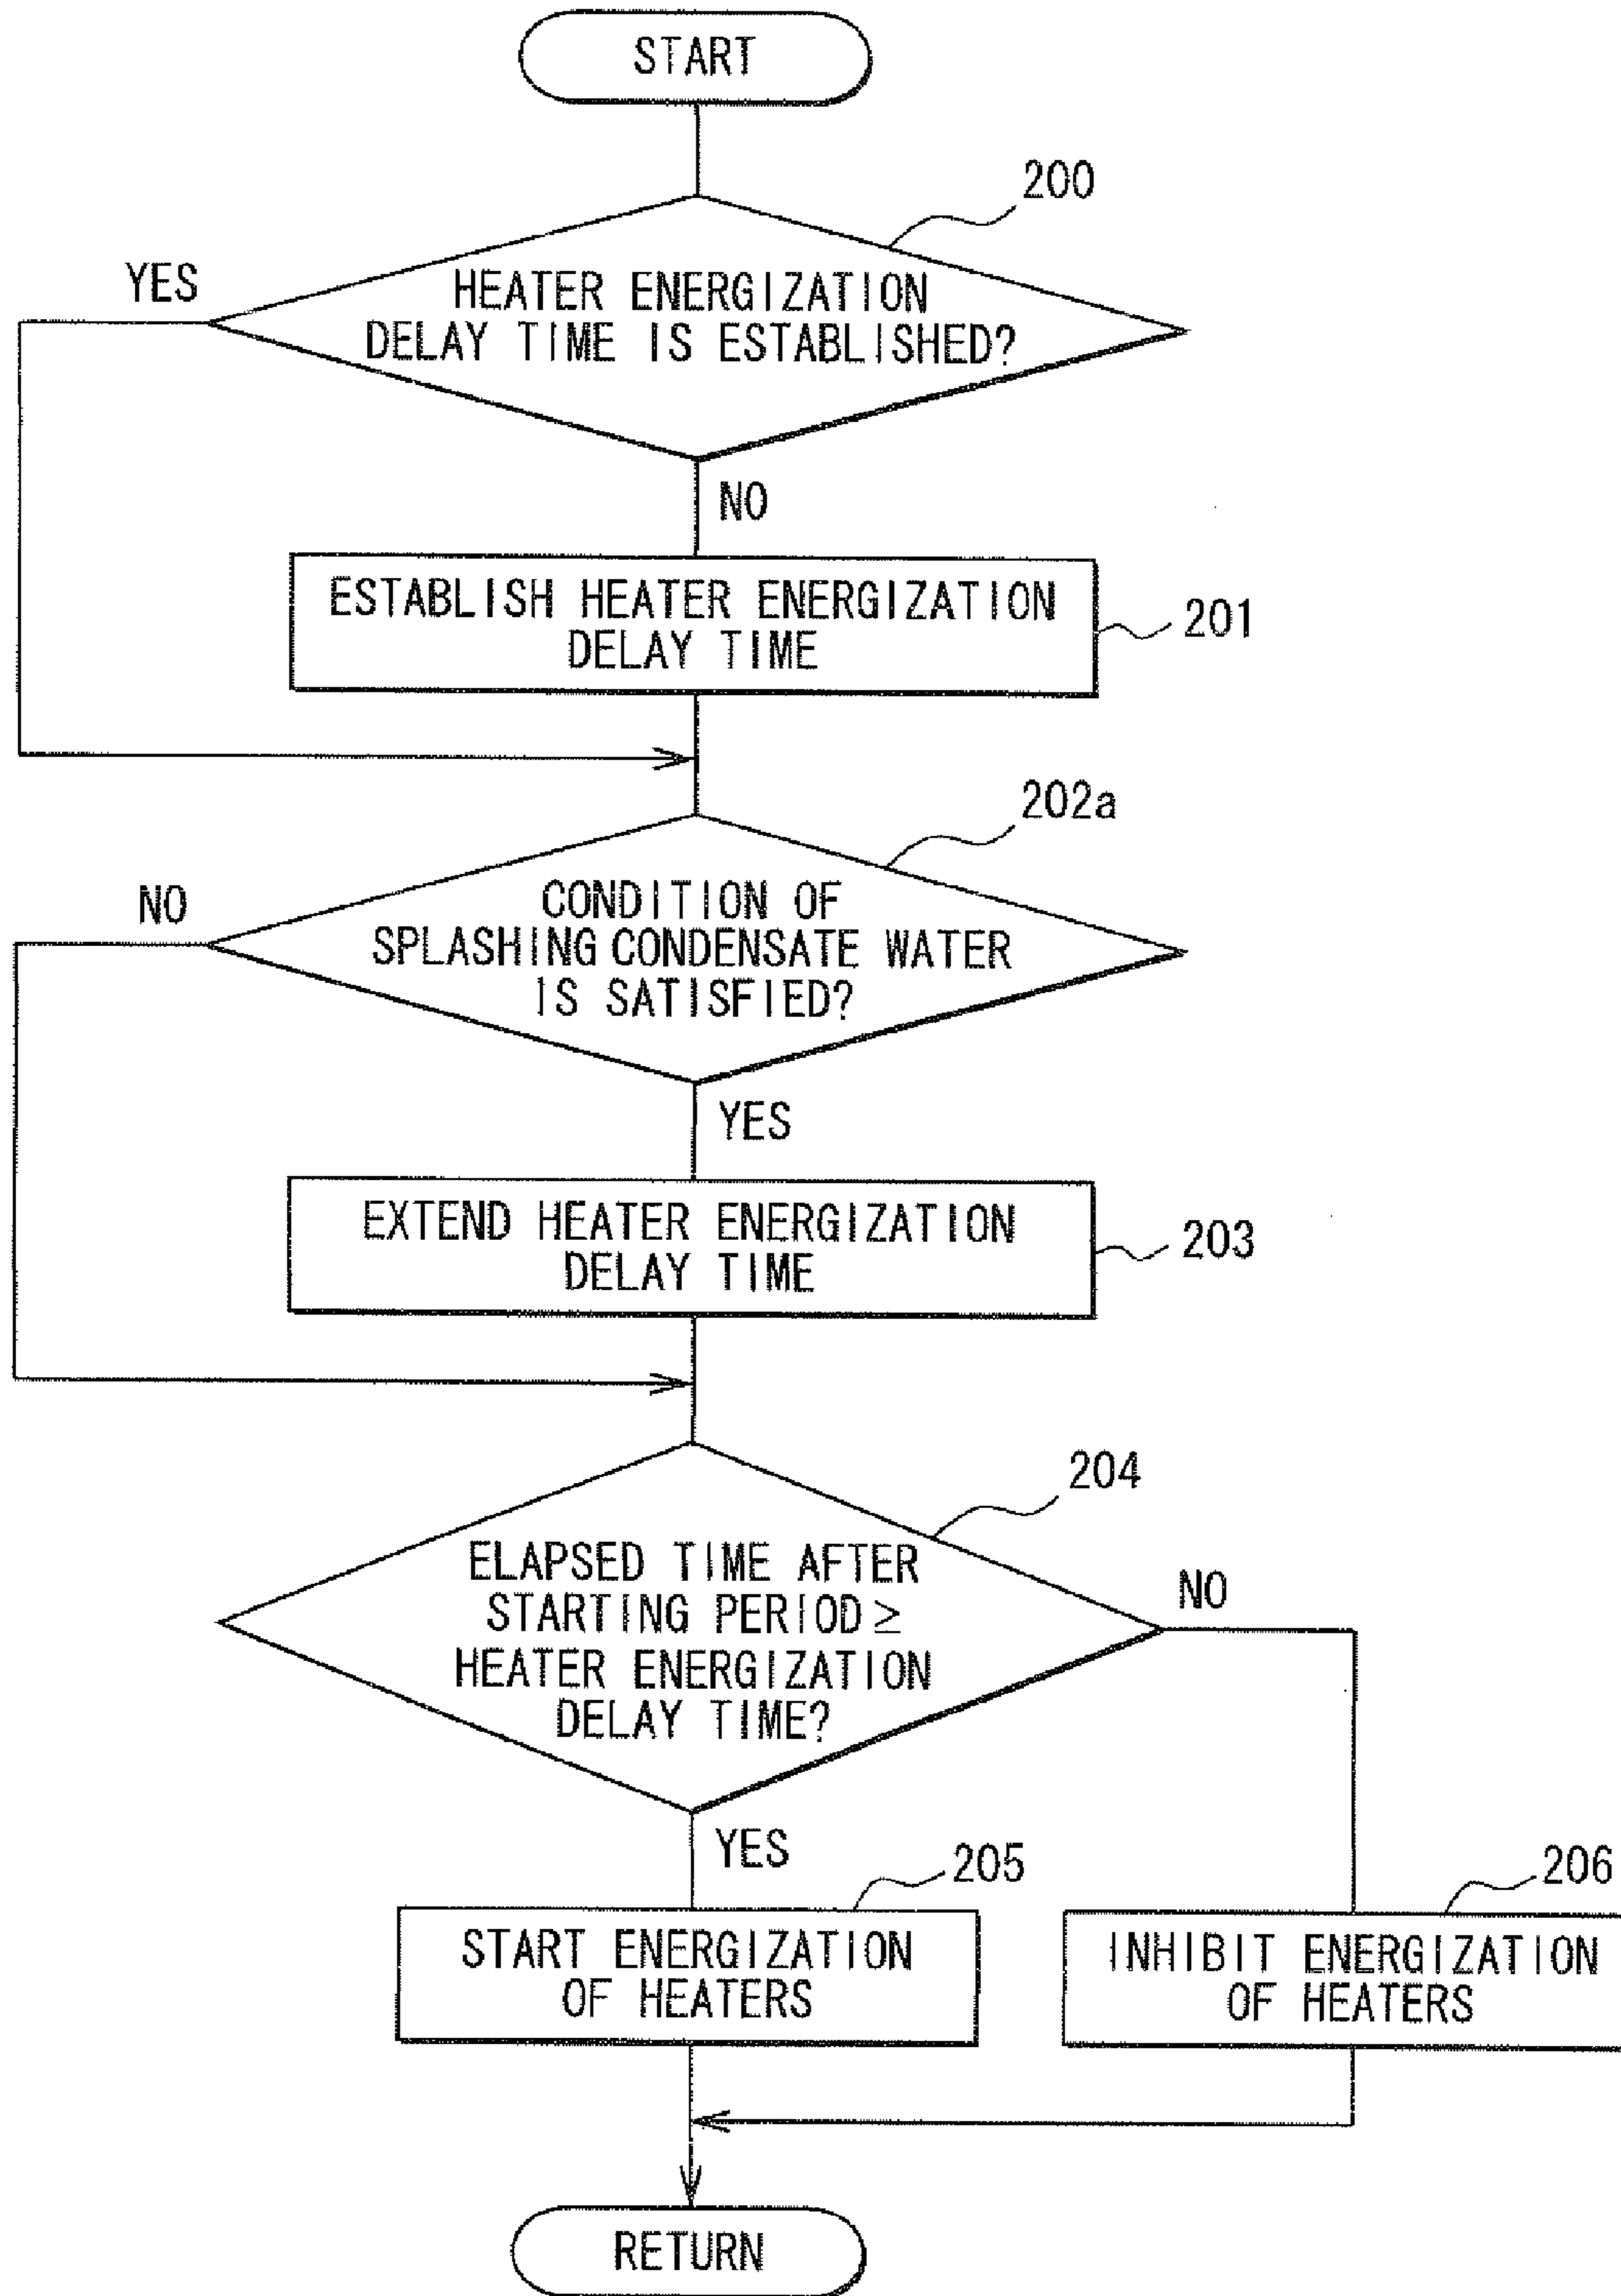 START
200
YES
HEATER ENERGIZATION
DELAY TIME IS ESTABLISHED?
NO
ESTABLISH HEATER ENERGIZATION
DELAY TIME
201
202a
NO
CONDITION OF
SPLASHING CONDENSATE WATER
IS SATISFIED?
YES
EXTEND HEATER ENERGIZATION
DELAY TIME
203
204
ELAPSED TIME AFTER
STARTING PERIOD ≥
HEATER ENERGIZATION
DELAY TIME?
NO
YES
205
206
START ENERGIZATION
OF HEATERS
INHIBIT ENERGIZATION
OF HEATERS
RETURN